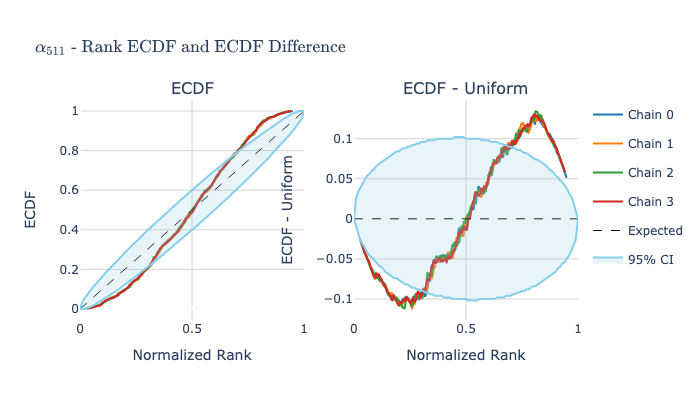 α511 - Rank ECDF and ECDF Difference
ECDF
ECDF - Uniform
ECDF
1
0.8
0.6
0.4
0.2
0
0
0.5
1
Normalized Rank
ECDF - Uniform
0.1
0.05
0
−0.05
−0.1
0
0.5
1
Normalized Rank
Chain 0
Chain 1
Chain 2
Chain 3
Expected
95% CI